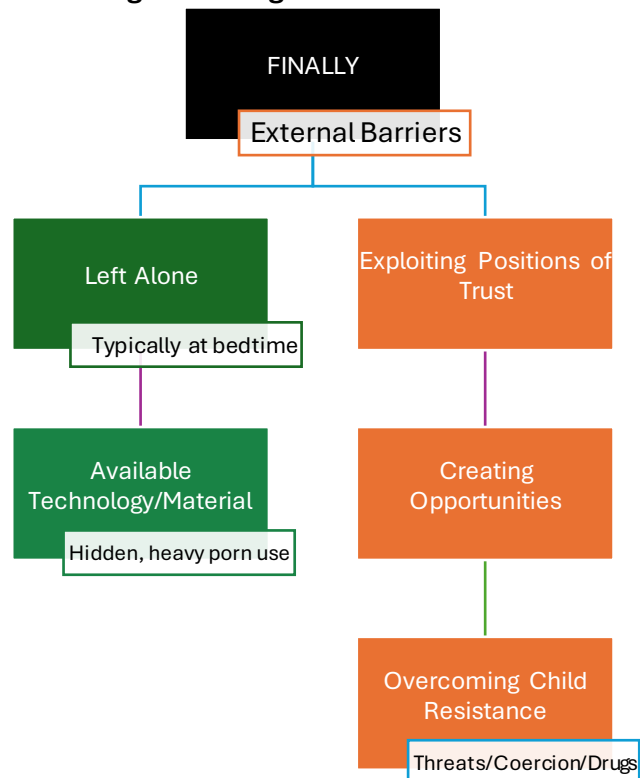 FINALLY
External Barriers
Left Alone
Typically at bedtime
Exploiting Positions of
Trust
Available
Technology/Material
Hidden, heavy porn use
Creating
Opportunities
Overcoming Child
Resistance
Threats/Coercion/Drugs